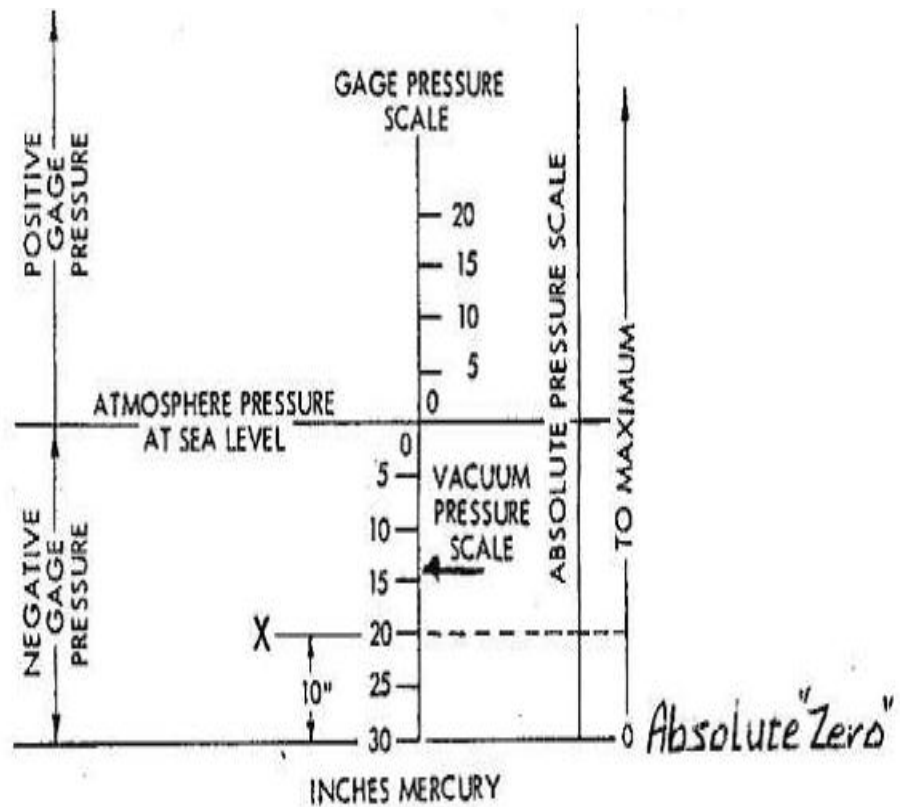 GAGE PRESSURE
SCALE
POSITIVE
GAGE
PRESSURE
20
15
10
5
0
ATMOSPHERE PRESSURE
AT SEA LEVEL
0
5
10
15
20
25
30
VACUUM
PRESSURE
SCALE
ABSOLUTE PRESSURE SCALE
TO MAXIMUM
NEGATIVE
GAGE
PRESSURE
X
10"
0
Absolute "Zero"
INCHES MERCURY